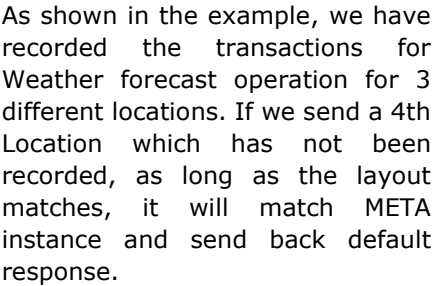 As shown in the example, we have
recorded the transactions for
Weather forecast operation for 3
different locations. If we send a 4th
Location which has not been
recorded, as long as the layout
matches, it will match META
instance and send back default
response.